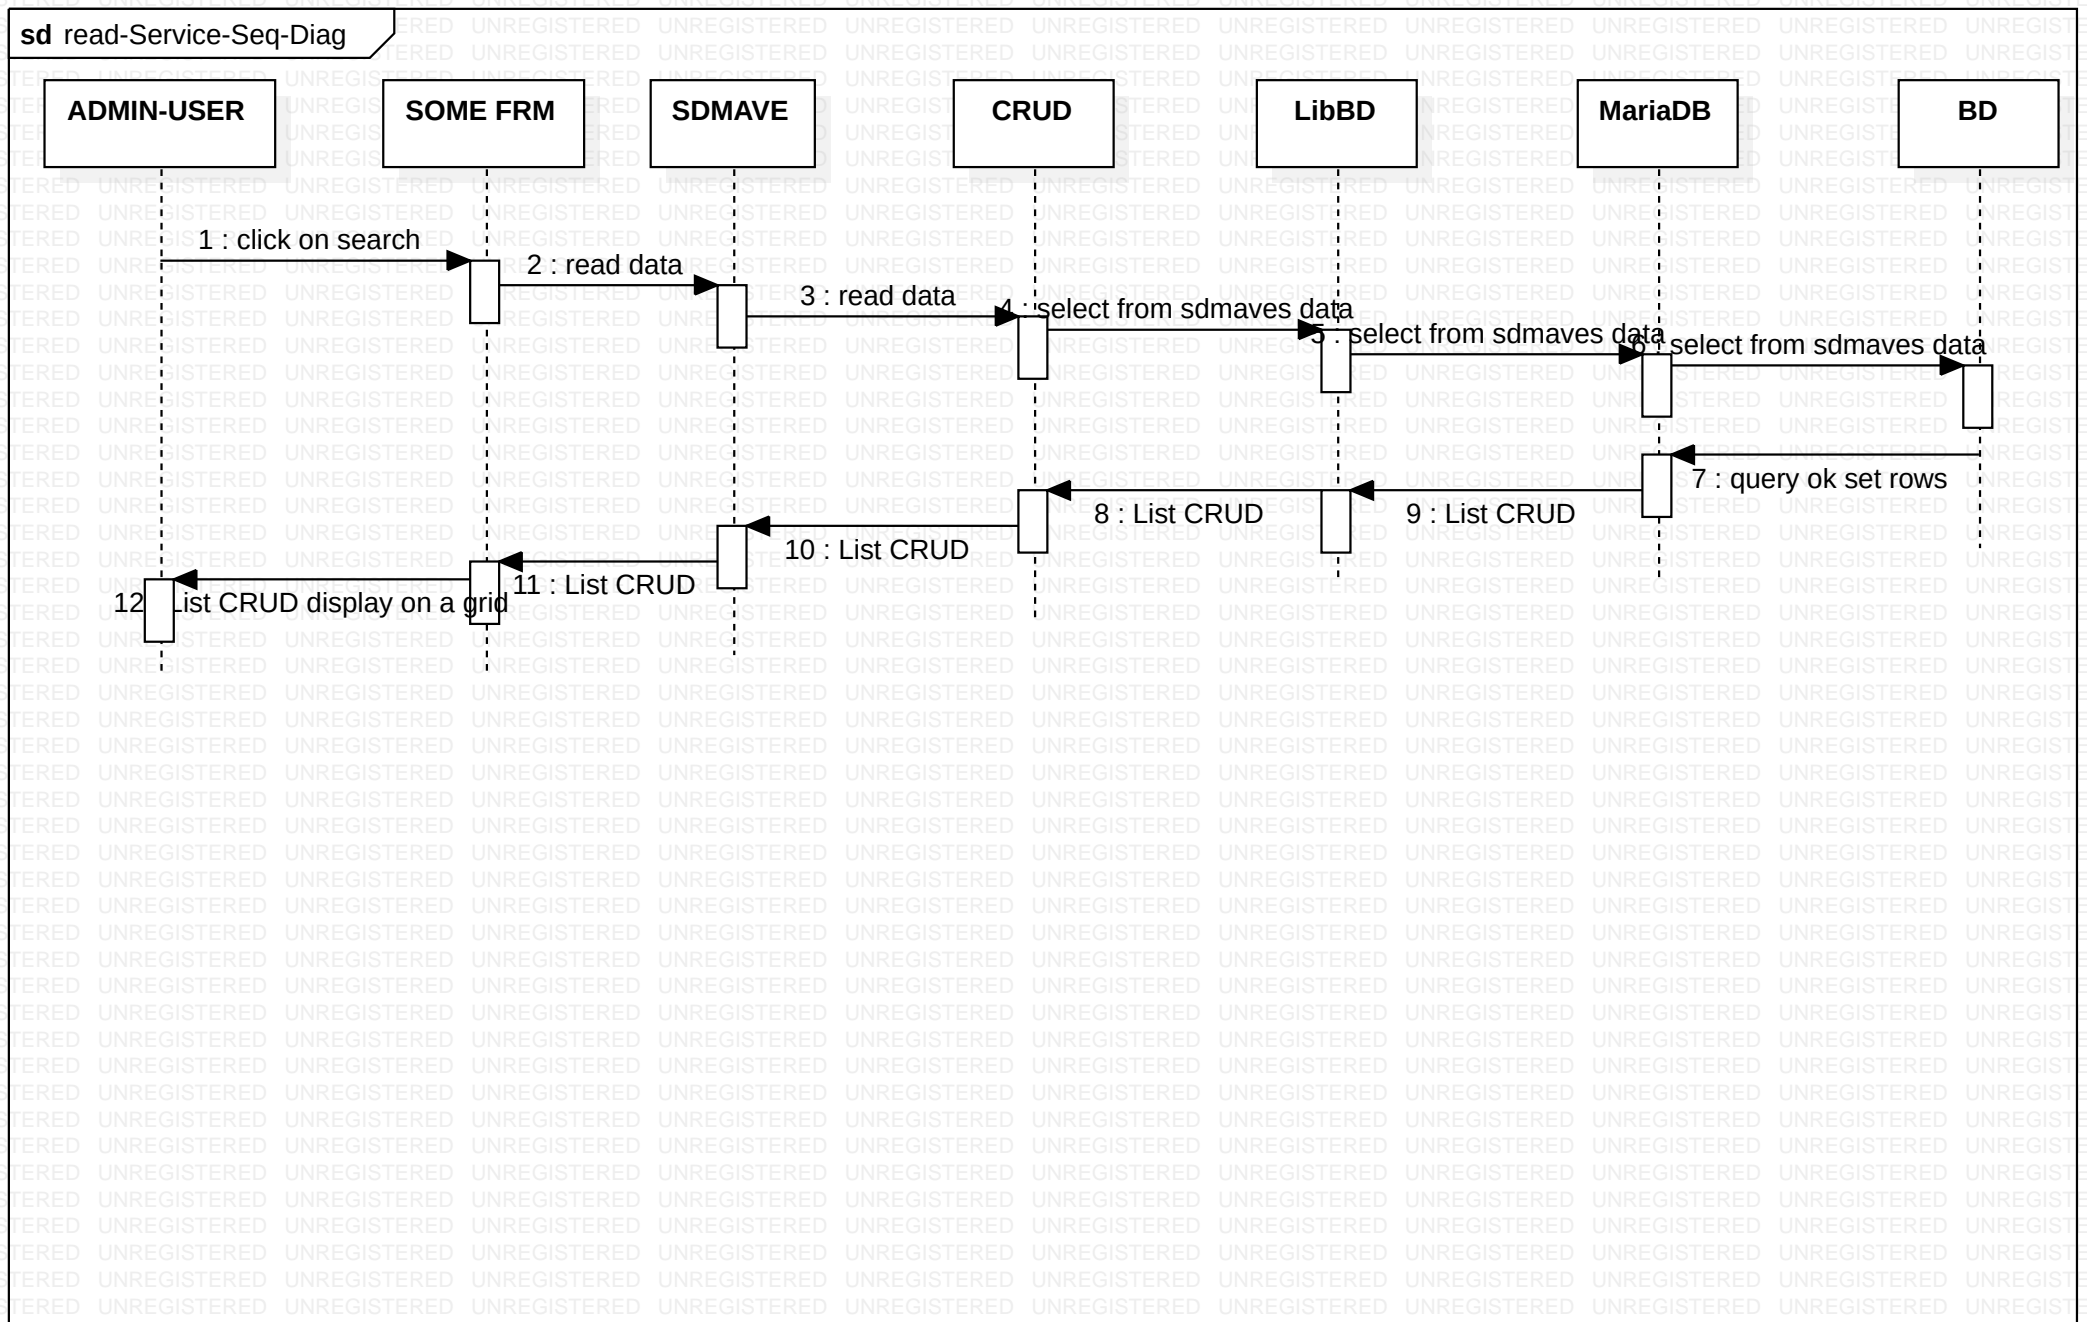 sd read-Service-Seq-Diag
ADMIN-USER
SOME FRM
SDMAVE
CRUD
LibBD
MariaDB
BD
1 : click on search
2 : read data
3 : read data
4 : select from sdmaves data
5 : select from sdmaves data
6 : select from sdmaves data
7 : query ok set rows
8 : List CRUD
9 : List CRUD
10 : List CRUD
11 : List CRUD
12 : List CRUD display on a grid
UNREGISTERED